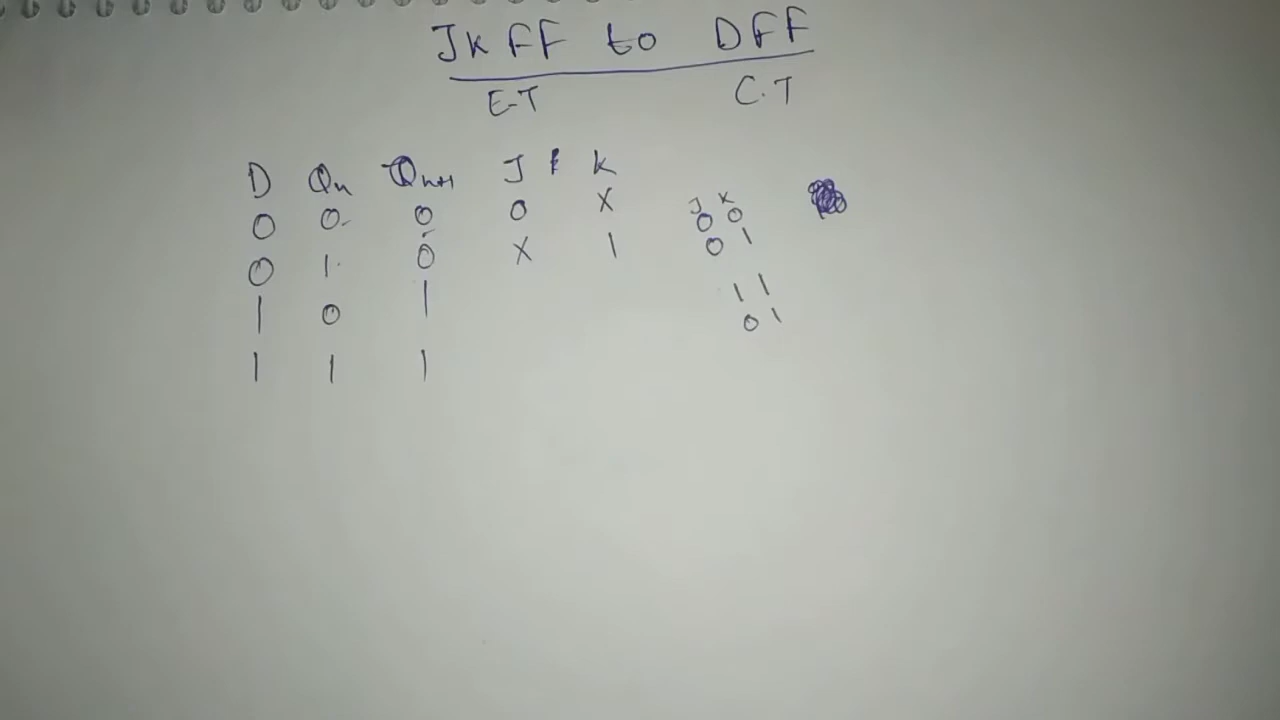 JK FF to DFF
E-T C.T
D Qn Qn+1 J K
0 0 0 0 X J K
0 0
0 1 0 X 1 0 1
1 0 1 1 1
0 1
1 1 1